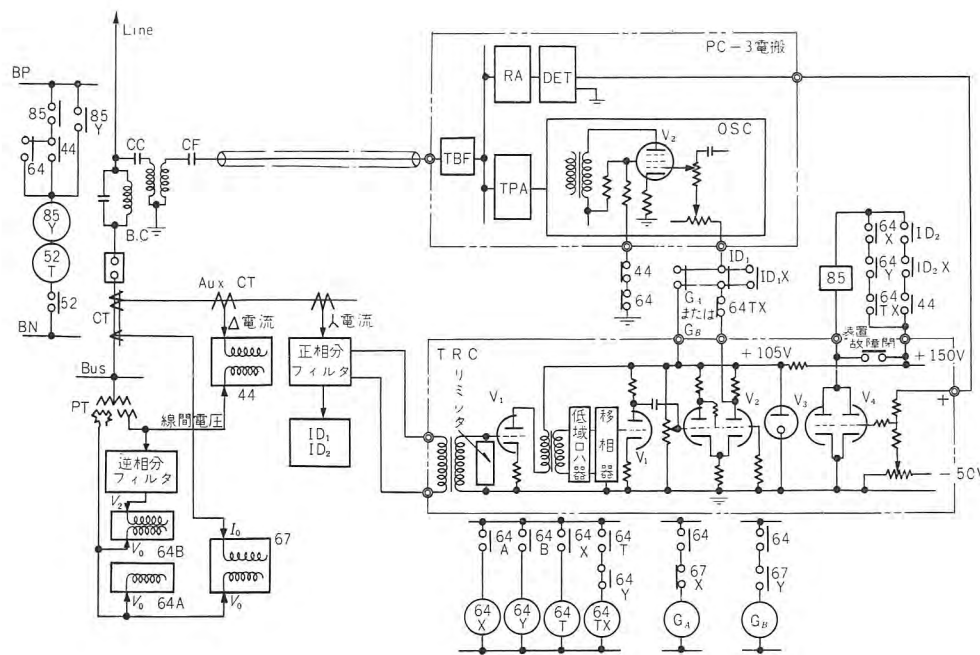 Line
PC-3電搬
BP
85
85
Y
64
44
85
Y
52
T
52
BN
CC
CF
B.C
CT
Aux CT
Δ電流
人電流
Bus
PT
線間電圧
44
正相分
フィルタ
ID₁
ID₂
逆相分
フィルタ
V₂
V₀
64B
V₀
64A
I₀
67
V₀
RA
DET
TBF
TPA
OSC
V₂
44
64
ID₁
ID₁X
G₁
または
G_B
64TX
85
64
X
ID₂
64
Y
ID₂X
64
TX
44
装置
故障開
TRC
+105V
+150V
リミッタ
V₁
低域ロハ器
移相器
V₁
V₂
V₃
V₄
+
-50V
64
A
64
B
64
X
64
T
64
Y
64
X
64
Y
64
T
64
TX
64
67
X
G_A
64
67
Y
G_B